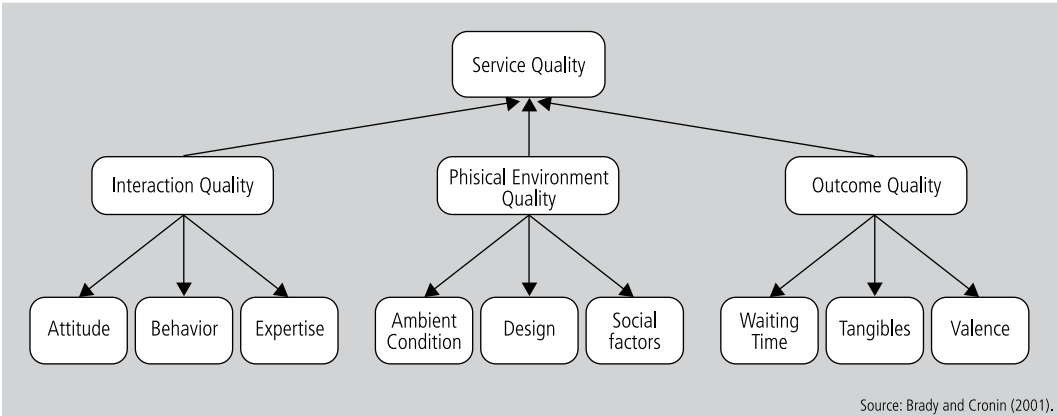 Service Quality
Interaction Quality
Phisical Environment
Quality
Outcome Quality
Attitude
Behavior
Expertise
Ambient
Condition
Design
Social
factors
Waiting
Time
Tangibles
Valence
Source: Brady and Cronin (2001).